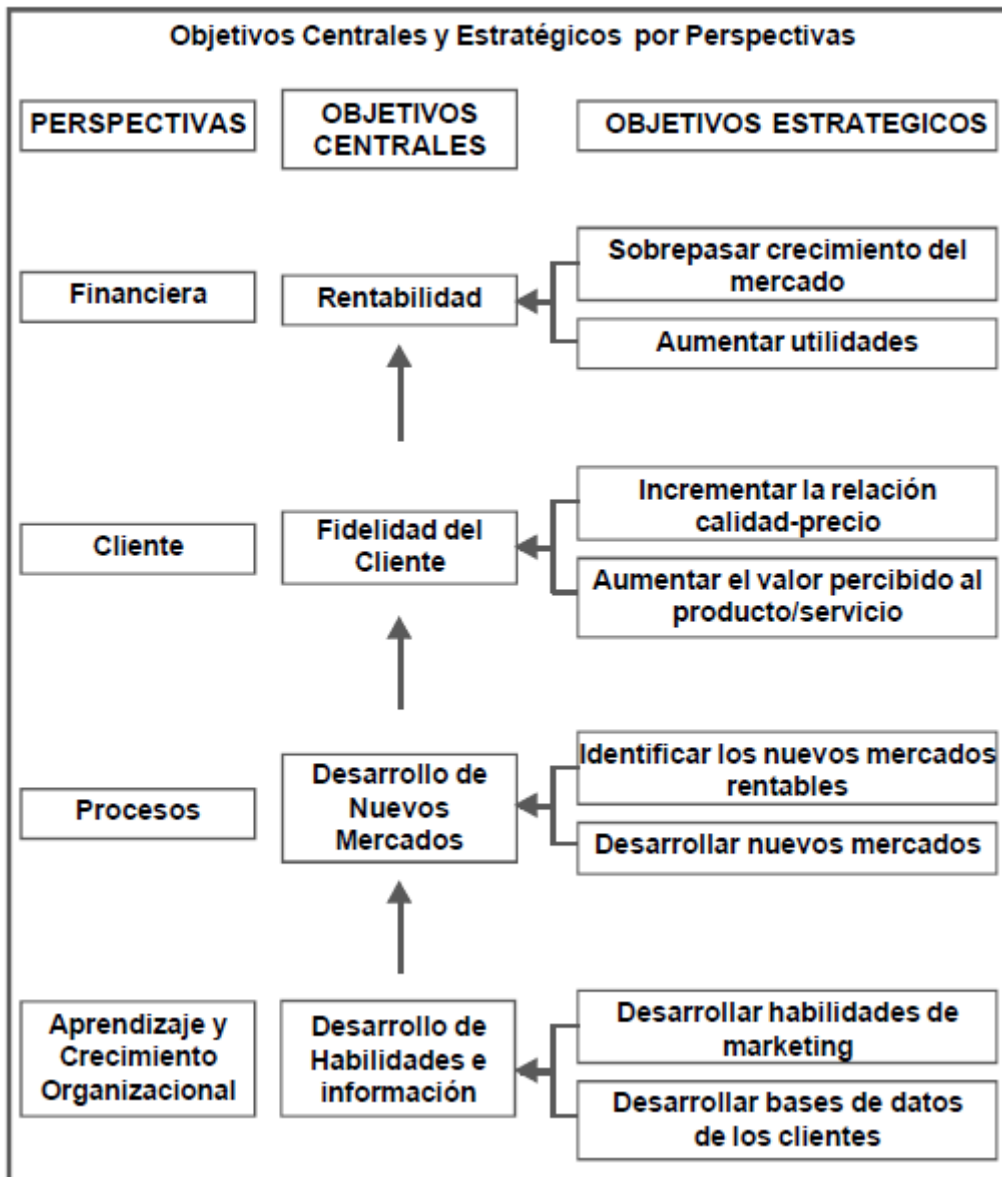 Objetivos Centrales y Estratégicos por Perspectivas
PERSPECTIVAS
OBJETIVOS
CENTRALES
OBJETIVOS ESTRATEGICOS
Financiera
Rentabilidad
Sobrepasar crecimiento del
mercado
Aumentar utilidades
Cliente
Fidelidad del
Cliente
Incrementar la relación
calidad-precio
Aumentar el valor percibido al
producto/servicio
Procesos
Desarrollo de
Nuevos
Mercados
Identificar los nuevos mercados
rentables
Desarrollar nuevos mercados
Aprendizaje y
Crecimiento
Organizacional
Desarrollo de
Habilidades e
información
Desarrollar habilidades de
marketing
Desarrollar bases de datos
de los clientes